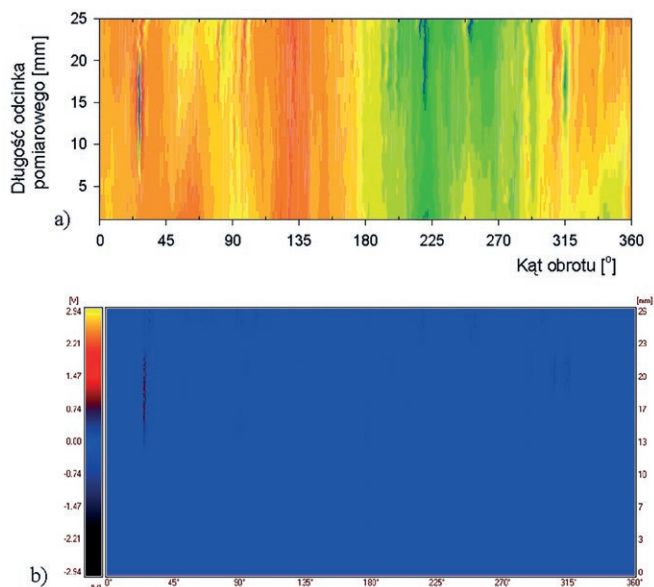 Długość odcinka
pomiarowego [mm]
25
20
15
10
5
a)
0 45 90 135 180 225 270 315 360
Kąt obrotu [°]
[V] [mm]
2.94 26
2.21 23
1.47 20
0.74 17
0.00 13
-0.74 10
-1.47 7
-2.21 3
-2.94 0
b)
0° 45° 90° 135° 180° 225° 270° 315° 360°